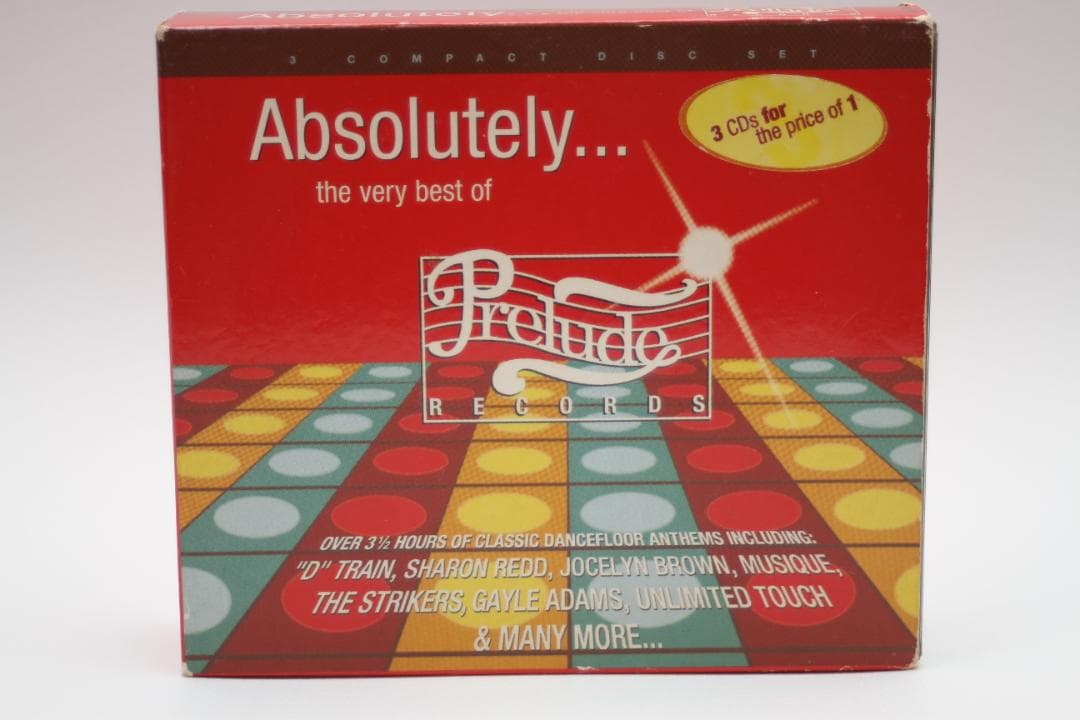 Absolutely...
3 COMPACT DISC SET
Absolutely...
3 CDs for
the price of 1
the very best of
Prelude
RECORDS
OVER 3½ HOURS OF CLASSIC DANCEFLOOR ANTHEMS INCLUDING:
"D" TRAIN, SHARON REDD, JOCELYN BROWN, MUSIQUE,
THE STRIKERS, GAYLE ADAMS, UNLIMITED TOUCH
& MANY MORE...